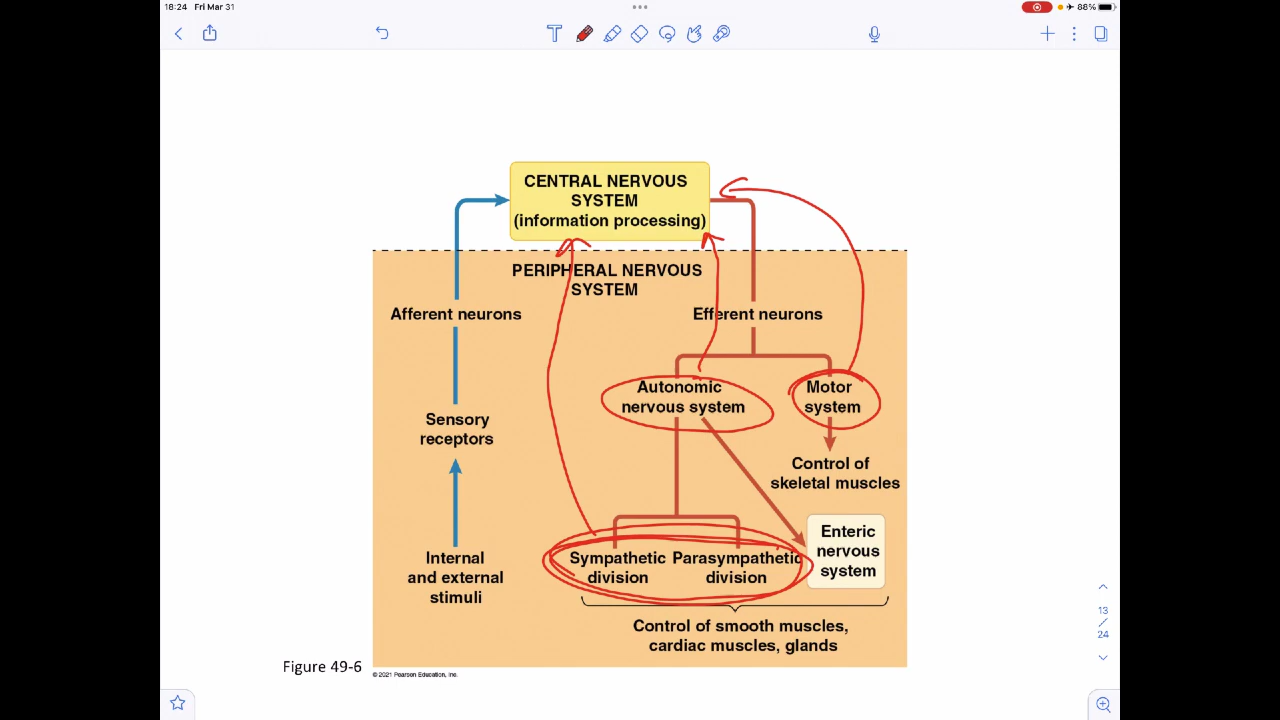 18:24 Fri Mar 31
88%
T
CENTRAL NERVOUS
SYSTEM
(information processing)
PERIPHERAL NERVOUS
SYSTEM
Afferent neurons
Efferent neurons
Autonomic
nervous system
Motor
system
Sensory
receptors
Control of
skeletal muscles
Enteric
nervous
system
Internal
and external
stimuli
Sympathetic
division
Parasympathetic
division
Control of smooth muscles,
cardiac muscles, glands
13
/
24
Figure 49-6
© 2021 Pearson Education, Inc.